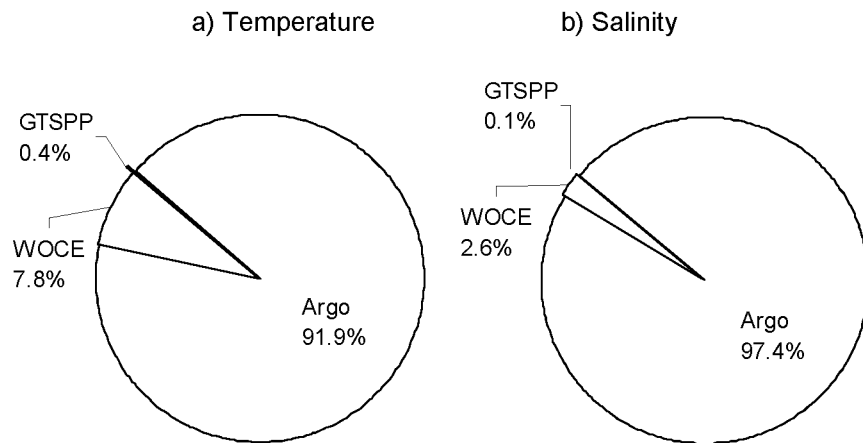 a) Temperature
GTSPP
0.4%
WOCE
7.8%
Argo
91.9%
b) Salinity
GTSPP
0.1%
WOCE
2.6%
Argo
97.4%